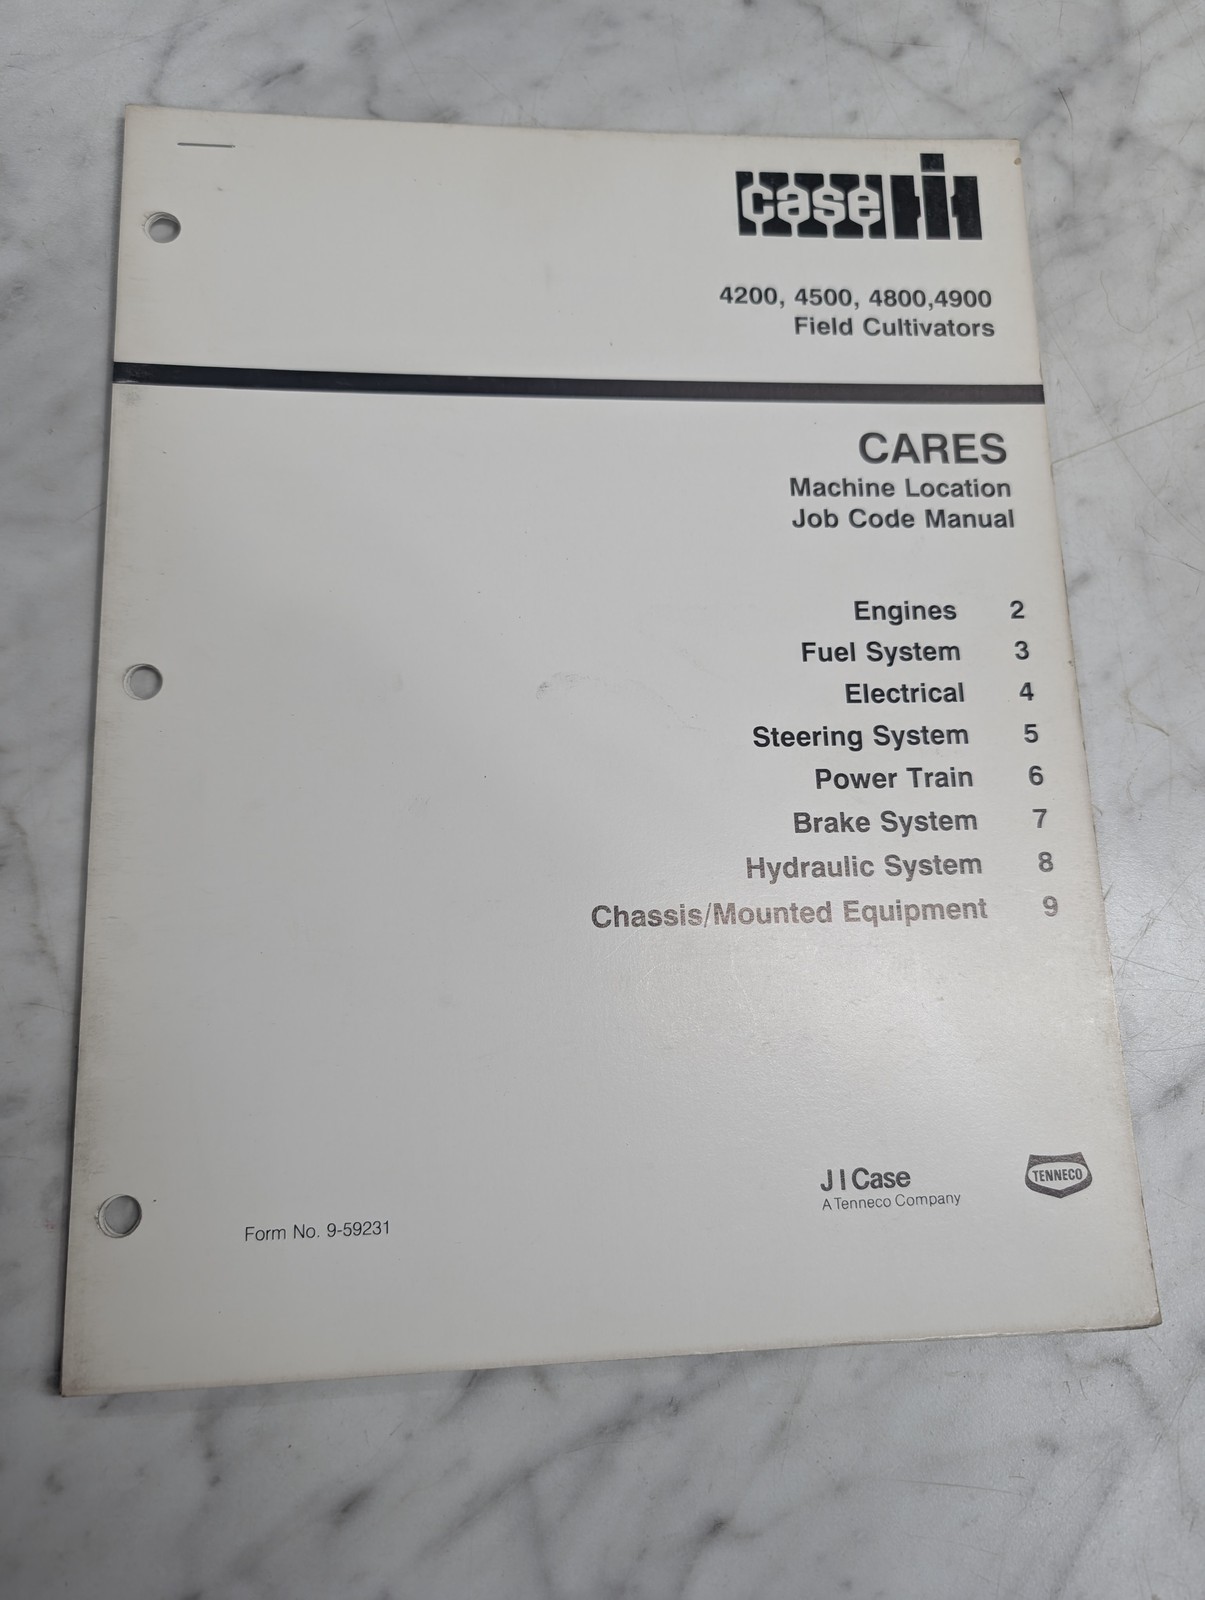 case IH
4200, 4500, 4800,4900
Field Cultivators
CARES
Machine Location
Job Code Manual
Engines 2
Fuel System 3
Electrical 4
Steering System 5
Power Train 6
Brake System 7
Hydraulic System 8
Chassis/Mounted Equipment 9
J I Case
A Tenneco Company
TENNECO
Form No. 9-59231